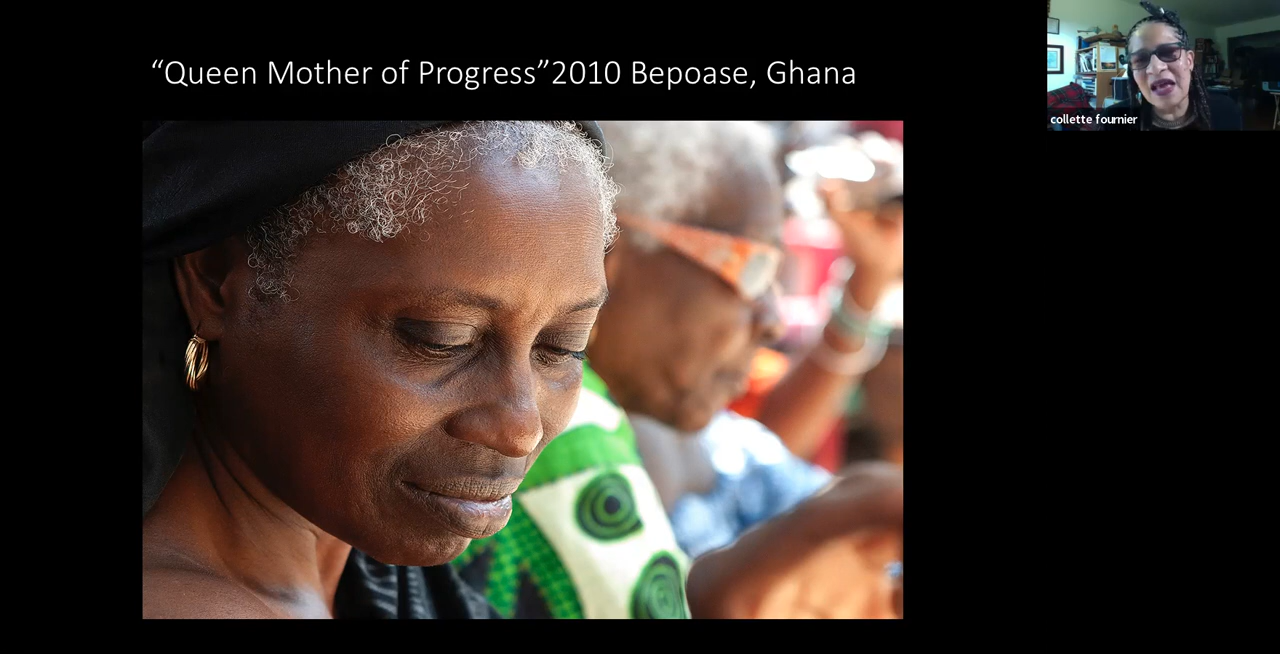 “Queen Mother of Progress”2010 Bepoase, Ghana
collette fournier